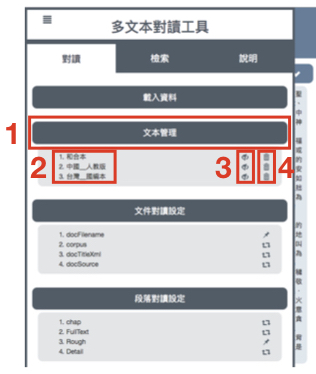 多文本對讀工具
對讀 檢索 說明
載入資料
1
文本管理
2
1. 和合本
2. 中國__人教版
3. 台灣__國編本
3
4
文件對讀設定
1. docFilename
2. corpus
3. docTitleXml
4. docSource
段落對讀設定
1. chap
2. FullText
3. Rough
4. Detail